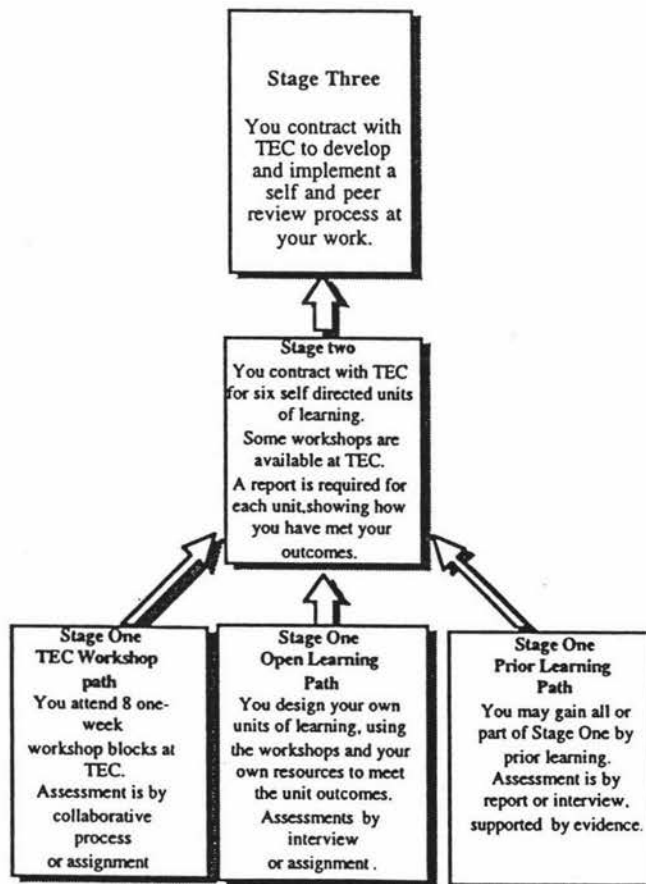 Stage Three
You contract with
TEC to develop
and implement a
self and peer
review process at
your work.
Stage two
You contract with TEC
for six self directed units
of learning.
Some workshops are
available at TEC.
A report is required for
each unit,showing how
you have met your
outcomes.
Stage One
TEC Workshop
path
You attend 8 one-
week
workshop blocks at
TEC.
Assessment is by
collaborative
process
or assignment
Stage One
Open Learning
Path
You design your own
units of learning, using
the workshops and your
own resources to meet
the unit outcomes.
Assessments by
interview
or assignment .
Stage One
Prior Learning
Path
You may gain all or
part of Stage One by
prior learning.
Assessment is by
report or interview,
supported by evidence.